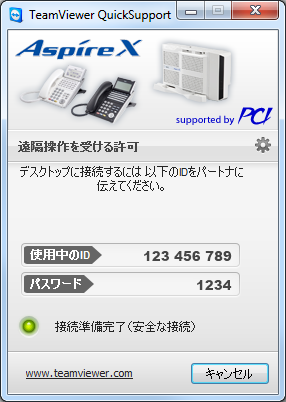 TeamViewer QuickSupport
Aspire X
supported by PCI
遠隔操作を受ける許可
デスクトップに接続するには 以下のIDをパートナに
伝えてください。
使用中のID 123 456 789
パスワード 1234
接続準備完了(安全な接続)
www.teamviewer.com キャンセル